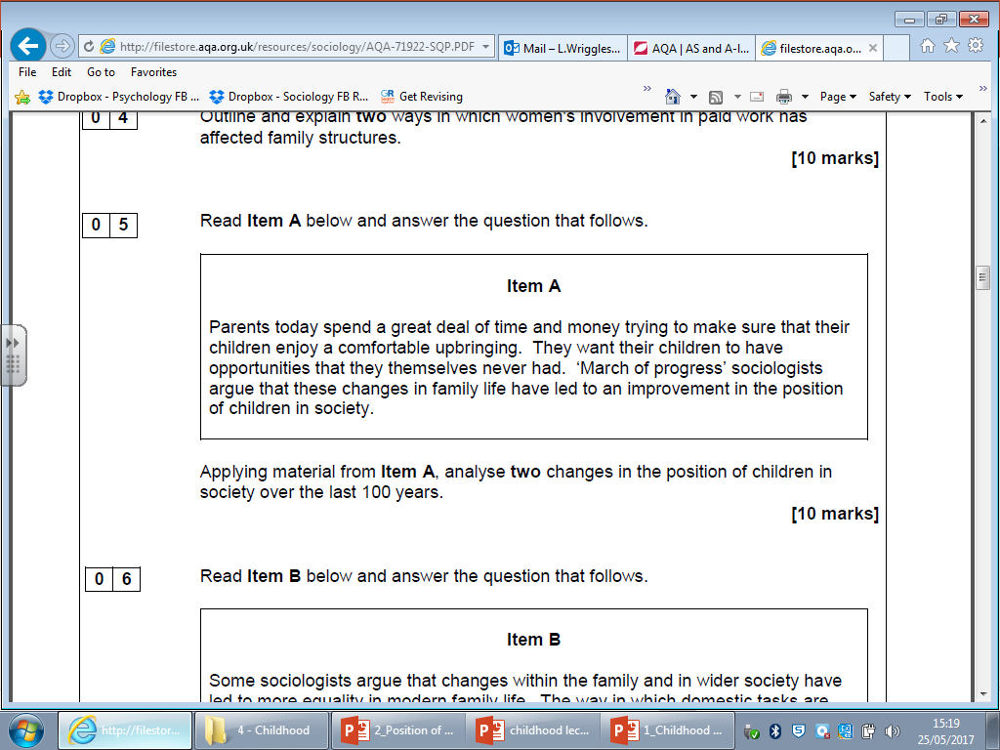 http://filestore.aqa.org.uk/resources/sociology/AQA-71922-SQP.PDF
Mail – L.Wriggles...
AQA | AS and A-l...
filestore.aqa.o...
File Edit Go to Favorites
Dropbox - Psychology FB ...
Dropbox - Sociology FB R...
GR
Get Revising
Page
Safety
Tools
0 4
Outline and explain two ways in which women's involvement in paid work has
affected family structures.
[10 marks]
0 5
Read Item A below and answer the question that follows.
Item A
Parents today spend a great deal of time and money trying to make sure that their
children enjoy a comfortable upbringing. They want their children to have
opportunities that they themselves never had. 'March of progress' sociologists
argue that these changes in family life have led to an improvement in the position
of children in society.
Applying material from Item A, analyse two changes in the position of children in
society over the last 100 years.
[10 marks]
0 6
Read Item B below and answer the question that follows.
Item B
Some sociologists argue that changes within the family and in wider society have
led to more equality in modern family life. The way in which domestic tasks are
http://filestor...
4 - Childhood
2_Position of ...
childhood lec...
1_Childhood ...
15:19
25/05/2017